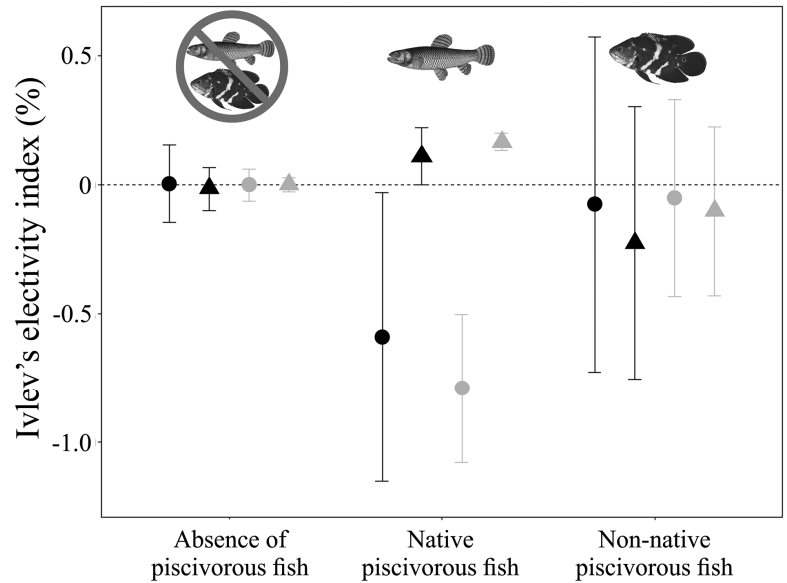 Ivlev's electivity index (%)
0.5
0
-0.5
-1.0
Absence of
piscivorous fish
Native
piscivorous fish
Non-native
piscivorous fish